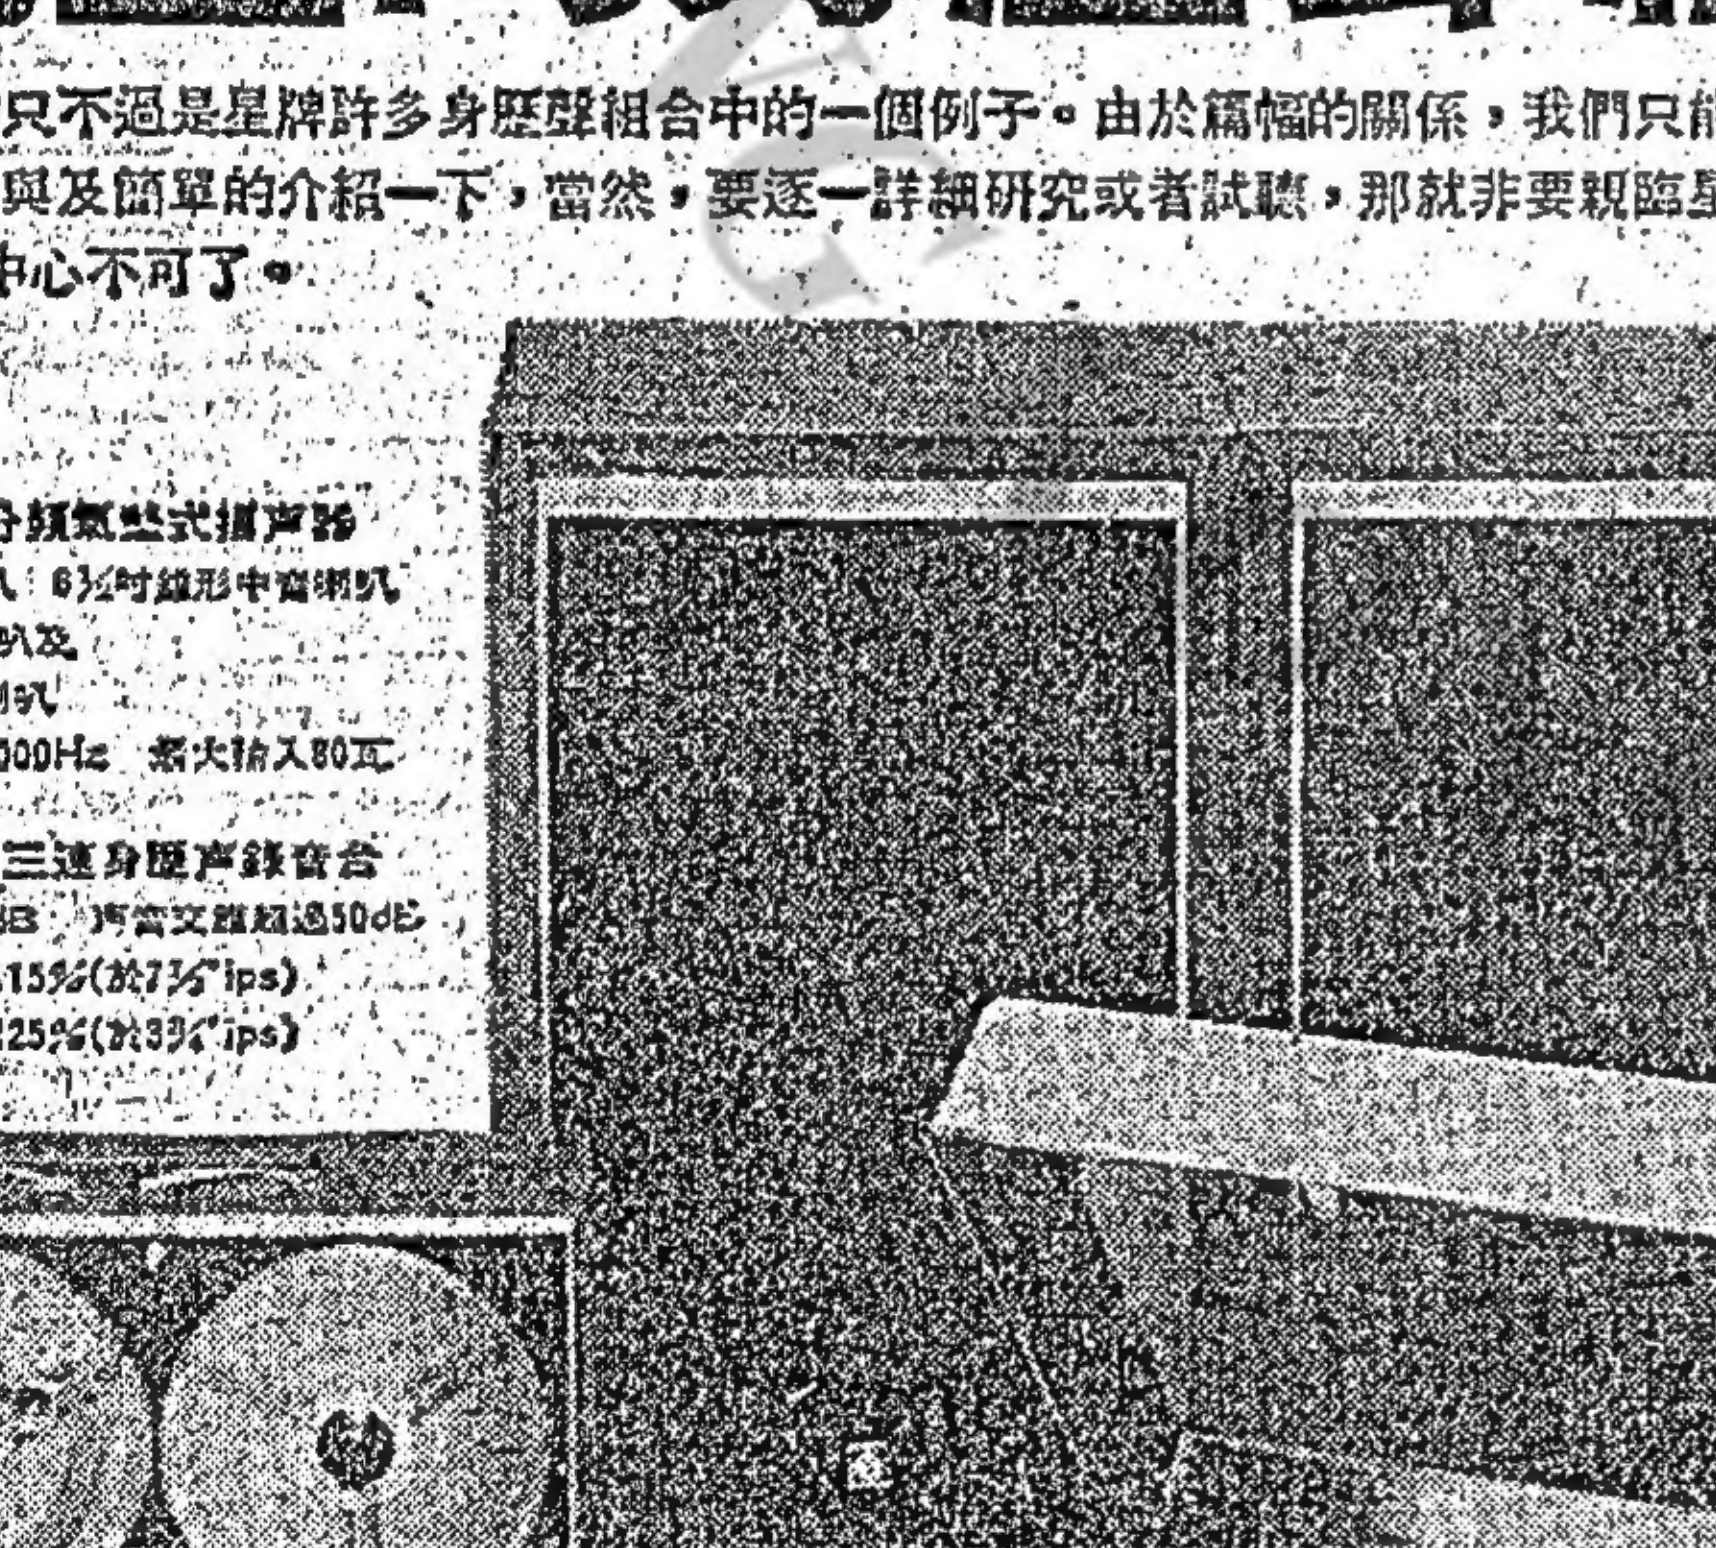 只不過是星牌許多身歷聲組合中的一個例子。由於篇幅的關係，我們只能
與及簡單的介紹一下，當然，要逐一詳細研究或者試聽，那就非要親臨星
中心不可了。
分頻氣墊式揚声器
6½吋錐形中音喇叭
叭及
喇叭
000Hz 最大輸入80瓦
三速身歷声錄音台
声音交雜超過50dB
.15%(於7½"ips)
.25%(於3¾"ips)